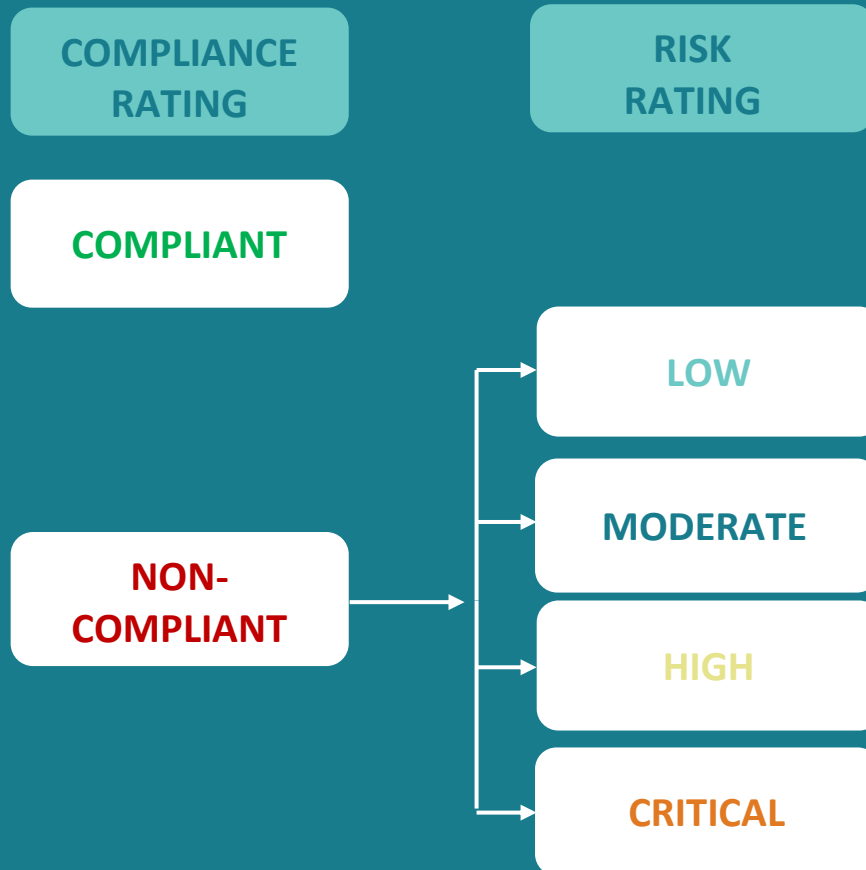 COMPLIANCE
RATING
RISK
RATING
COMPLIANT
LOW
MODERATE
NON-
COMPLIANT
HIGH
CRITICAL